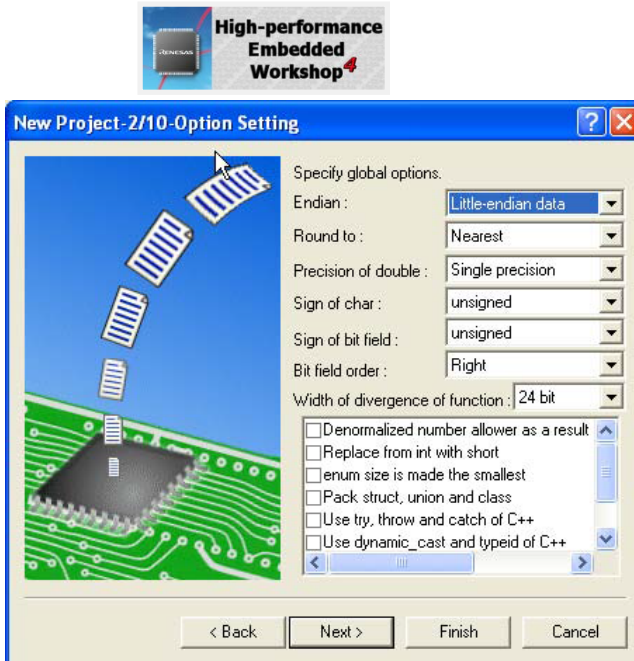 High-performance
Embedded
Workshop 4
RENESAS
New Project-2/10-Option Setting
Specify global options.
Endian : Little-endian data
Round to : Nearest
Precision of double : Single precision
Sign of char : unsigned
Sign of bit field : unsigned
Bit field order : Right
Width of divergence of function : 24 bit
Denormalized number allower as a result
Replace from int with short
enum size is made the smallest
Pack struct, union and class
Use try, throw and catch of C++
Use dynamic_cast and typeid of C++
< Back Next > Finish Cancel